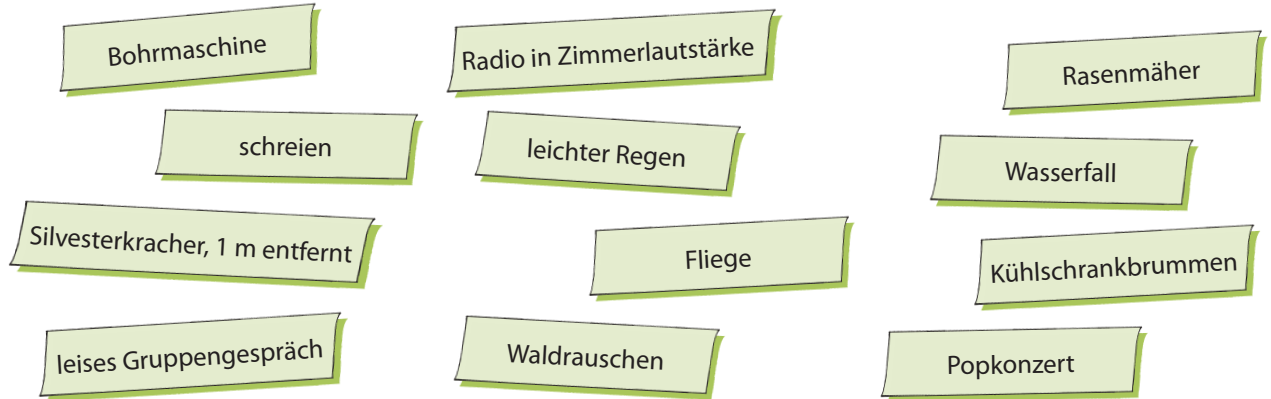 Bohrmaschine
Radio in Zimmerlautstärke
Rasenmäher
schreien
leichter Regen
Wasserfall
Silvesterkracher, 1 m entfernt
Fliege
Kühlschrankbrummen
leises Gruppengespräch
Waldrauschen
Popkonzert